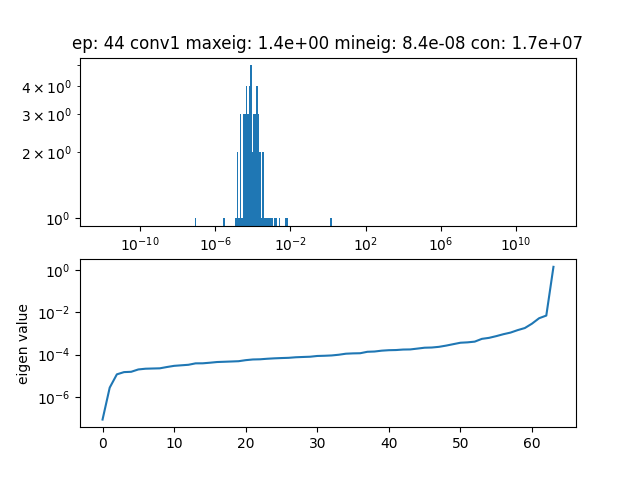 ep: 44 conv1 maxeig: 1.4e+00 mineig: 8.4e-08 con: 1.7e+07
4 × 10⁰
3 × 10⁰
2 × 10⁰
10⁰
10⁻¹⁰ 10⁻⁶ 10⁻² 10² 10⁶ 10¹⁰
10⁰
10⁻²
10⁻⁴
10⁻⁶
eigen value
0 10 20 30 40 50 60